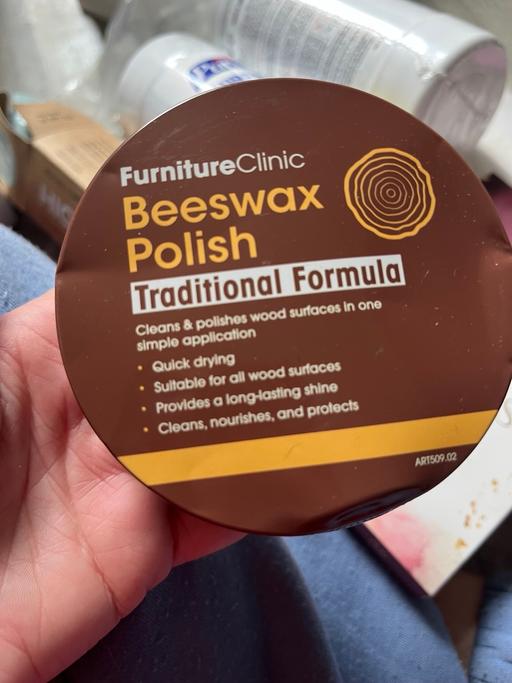 FurnitureClinic
Beeswax
Polish
Traditional Formula
Cleans & polishes wood surfaces in one
simple application
• Quick drying
• Suitable for all wood surfaces
• Provides a long-lasting shine
• Cleans, nourishes, and protects
ART509.02